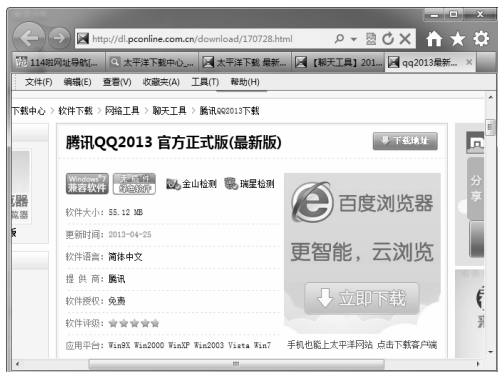 http://dl.pconline.com.cn/download/170728.html
114啦网址导航[... 太平洋下载中心_... 太平洋下载 最新... 【聊天工具】201... qq2013最新...
文件(F) 编辑(E) 查看(V) 收藏夹(A) 工具(T) 帮助(H)
下载中心 > 软件下载 > 网络工具 > 聊天工具 > 腾讯QQ2013下载
腾讯QQ2013 官方正式版(最新版)
下载地址
Windows 7
兼容软件
绿色软件
金山检测
瑞星检测
软件大小: 55.12 MB
更新时间: 2013-04-25
软件语言: 简体中文
提 供 商: 腾讯
软件授权: 免费
软件评级:
应用平台: Win9X Win2000 WinXP Win2003 Vista Win7
百度浏览器
更智能，云浏览
立即下载
手机也能上太平洋网站 点击下载客户端
分享